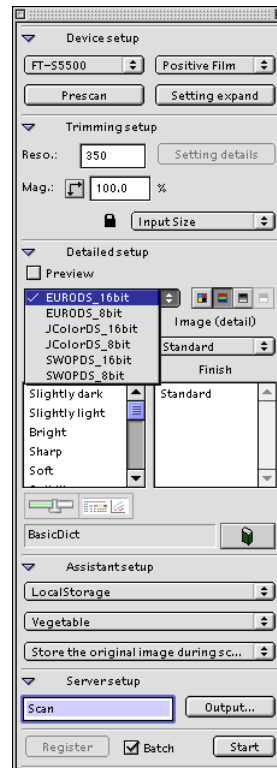 Device setup
FT-S5500 Positive Film
Prescan Setting expand
Trimming setup
Reso.: 350 Setting details
Mag.: 100.0 %
Input Size
Detailed setup
Preview
✓ EURODS_16bit
EURODS_8bit
JColorDS_16bit Image (detail)
JColorDS_8bit
SWOPDS_16bit Standard
SWOPDS_8bit
Finish
Slightly dark Standard
Slightly light
Bright
Sharp
Soft
BasicDict
Assistant setup
LocalStorage
Vegetable
Store the original image during sc...
Server setup
Scan Output...
Register Batch Start